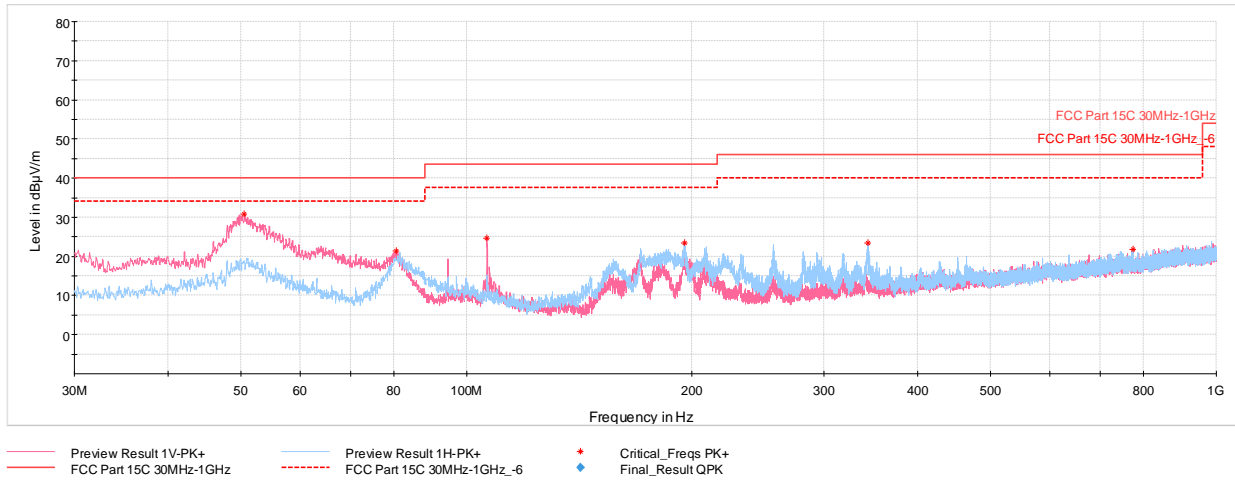 80
70
60
50
40
30
20
10
0
Level in dBµV/m
FCC Part 15C 30MHz-1GHz
FCC Part 15C 30MHz-1GHz_-6
30M 50 60 80 100M 200 300 400 500 800 1G
Frequency in Hz
Preview Result 1V-PK+ Preview Result 1H-PK+ Critical_Freqs PK+
FCC Part 15C 30MHz-1GHz FCC Part 15C 30MHz-1GHz_-6 Final_Result QPK